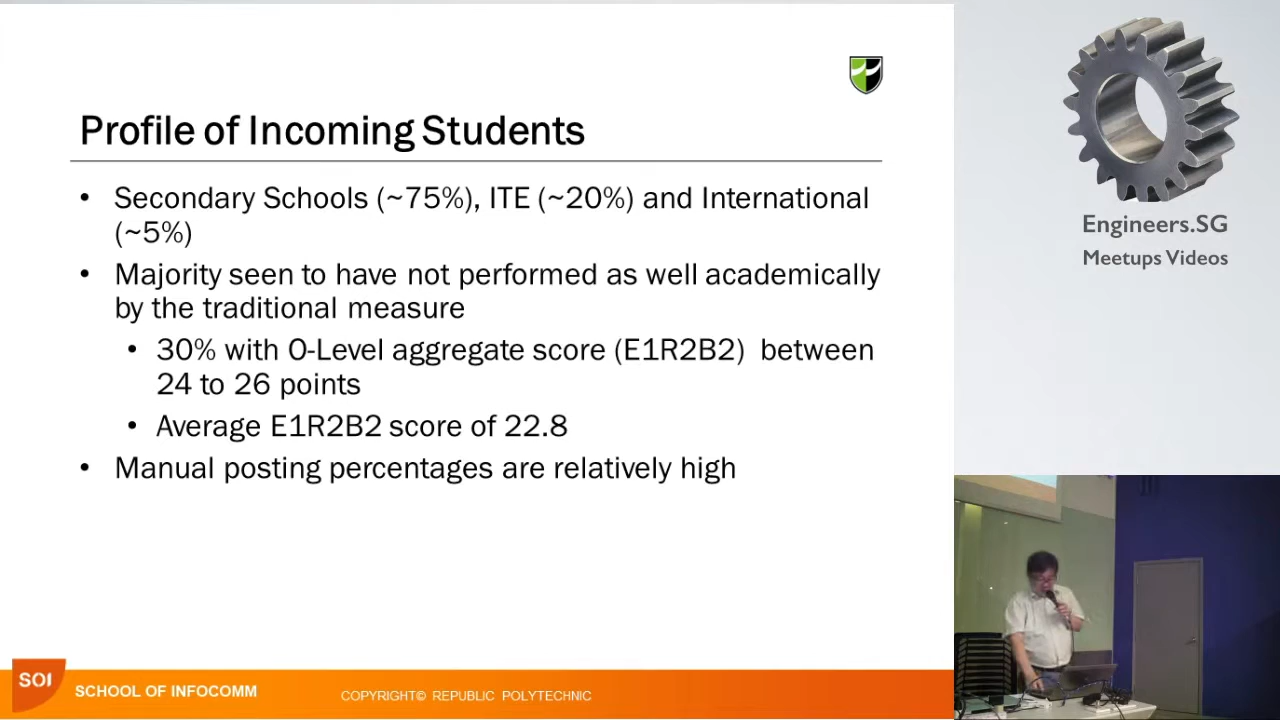 Profile of Incoming Students
• Secondary Schools (~75%), ITE (~20%) and International
(~5%)
• Majority seen to have not performed as well academically
by the traditional measure
• 30% with O-Level aggregate score (E1R2B2) between
24 to 26 points
• Average E1R2B2 score of 22.8
• Manual posting percentages are relatively high
SOI
SCHOOL OF INFOCOMM
COPYRIGHT© REPUBLIC POLYTECHNIC
Engineers.SG
Meetups Videos